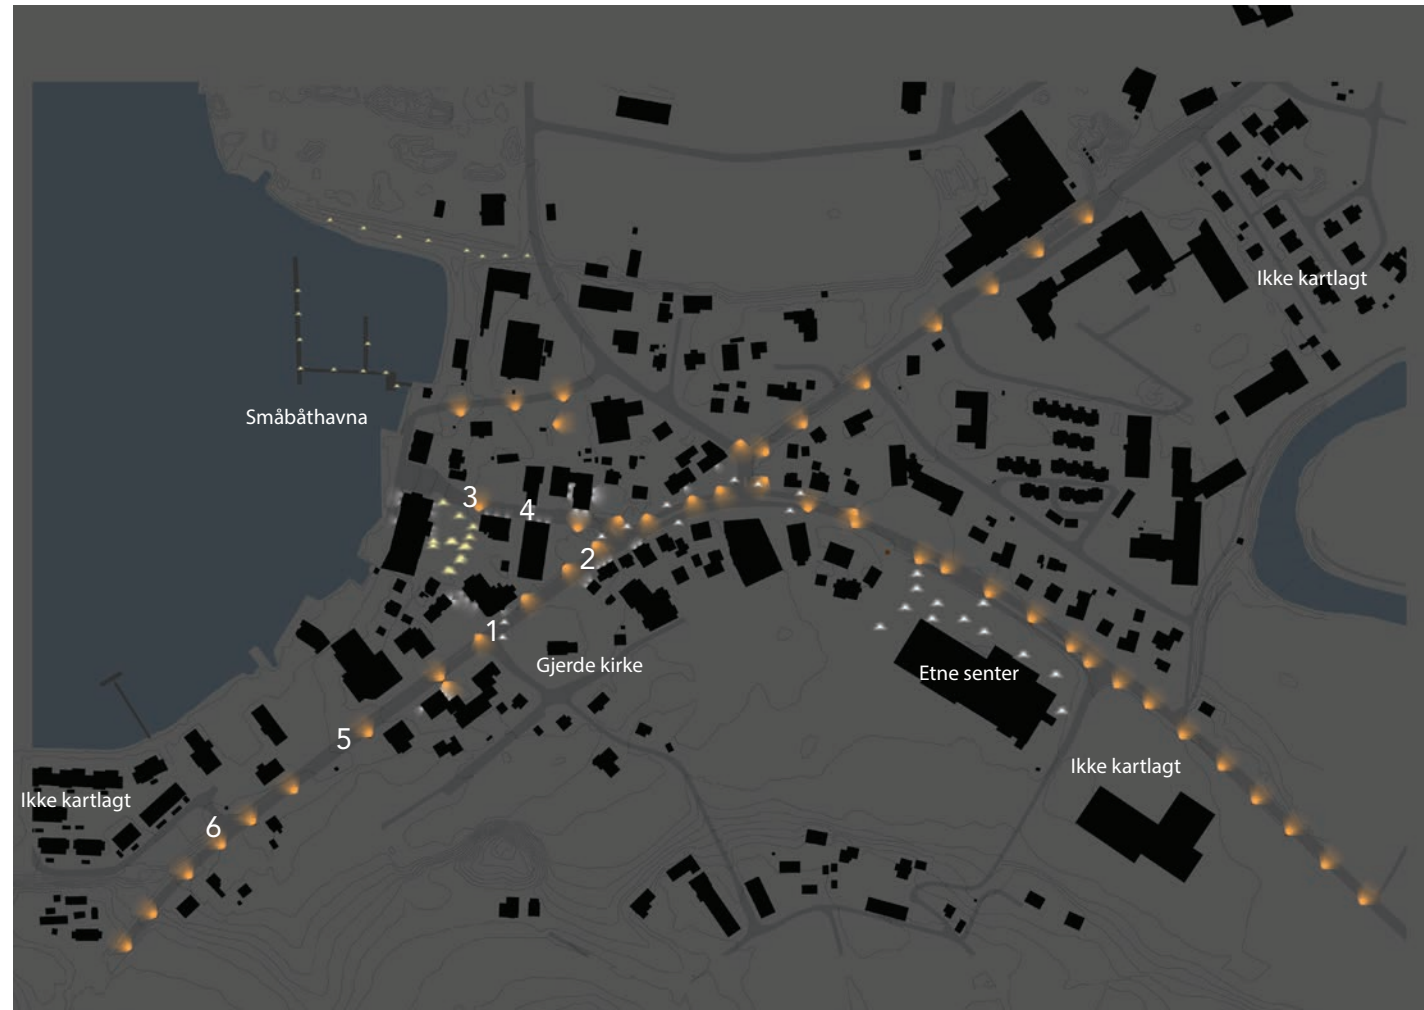 Ikke kartlagt
Småbåthavna
3
4
2
1
Gjerde kirke
Etne senter
5
Ikke kartlagt
Ikke kartlagt
6